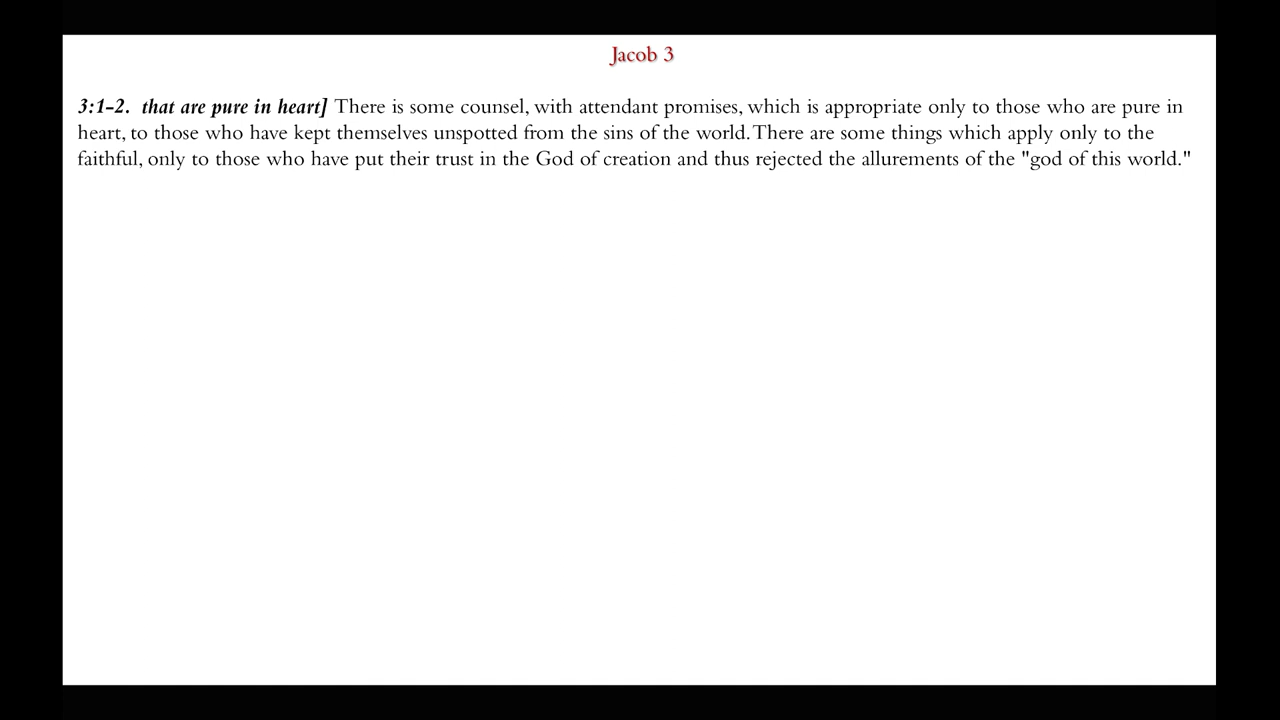 Jacob 3
3:1-2. that are pure in heart] There is some counsel, with attendant promises, which is appropriate only to those who are pure in
heart, to those who have kept themselves unspotted from the sins of the world. There are some things which apply only to the
faithful, only to those who have put their trust in the God of creation and thus rejected the allurements of the "god of this world."